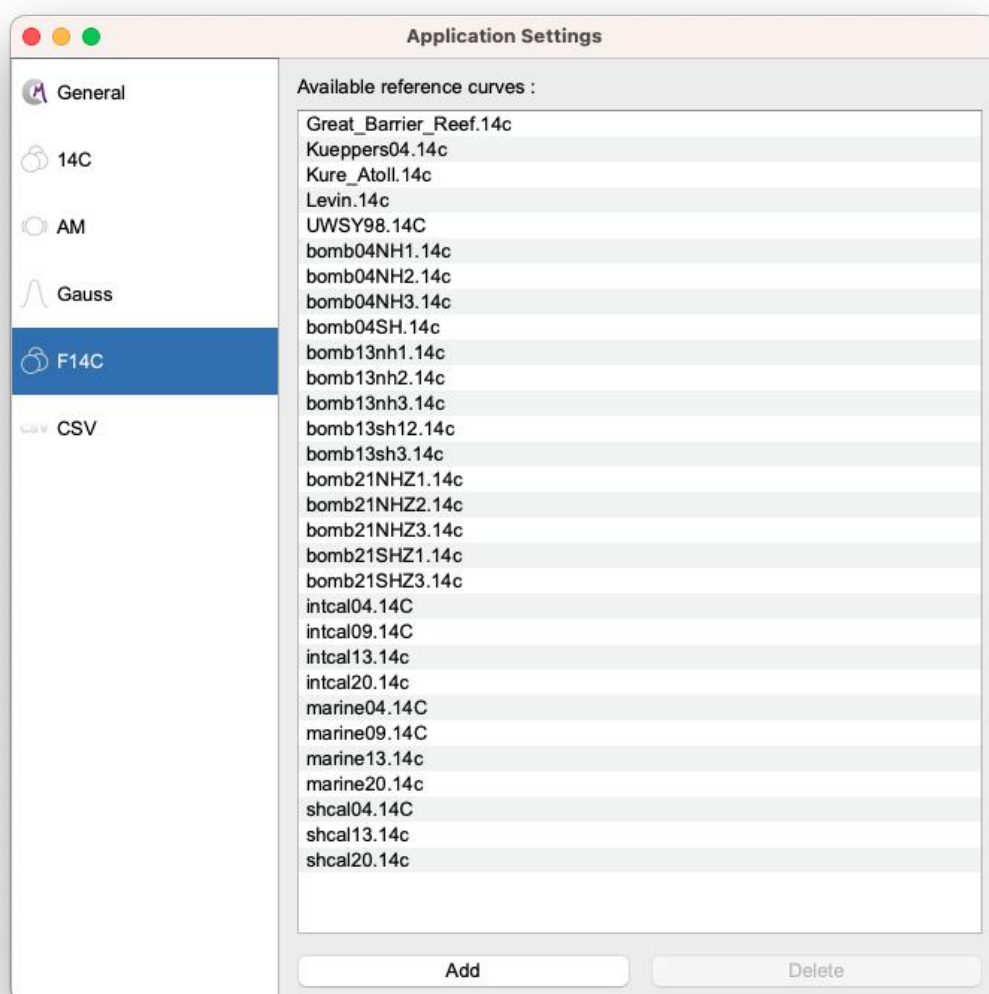 Application Settings
General
14C
AM
Gauss
F14C
CSV
CSV
Available reference curves :
Great_Barrier_Reef.14c
Kueppers04.14c
Kure_Atoll.14c
Levin.14c
UWSY98.14C
bomb04NH1.14c
bomb04NH2.14c
bomb04NH3.14c
bomb04SH.14c
bomb13nh1.14c
bomb13nh2.14c
bomb13nh3.14c
bomb13sh12.14c
bomb13sh3.14c
bomb21NHZ1.14c
bomb21NHZ2.14c
bomb21NHZ3.14c
bomb21SHZ1.14c
bomb21SHZ3.14c
intcal04.14C
intcal09.14C
intcal13.14c
intcal20.14c
marine04.14C
marine09.14C
marine13.14c
marine20.14c
shcal04.14C
shcal13.14c
shcal20.14c
Add
Delete